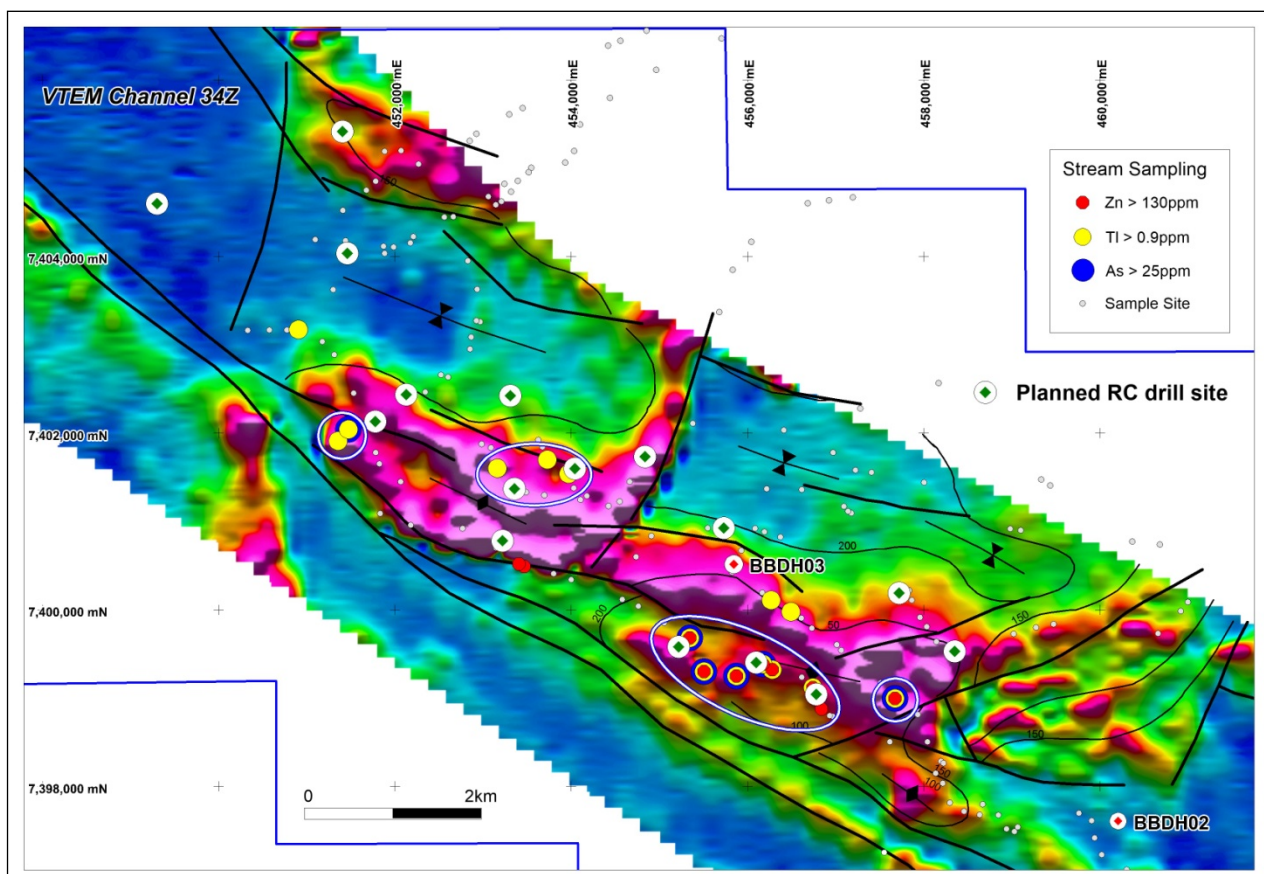 VTEM Channel 34Z
452,000 mE
454,000 mE
456,000 mE
458,000 mE
460,000 mE
Stream Sampling
Zn > 130ppm
Tl > 0.9ppm
As > 25ppm
Sample Site
Planned RC drill site
7,404,000 mN
7,402,000 mN
7,400,000 mN
7,398,000 mN
200
BBDH03
200
50
150
100
150
150
100
0
2km
BBDH02